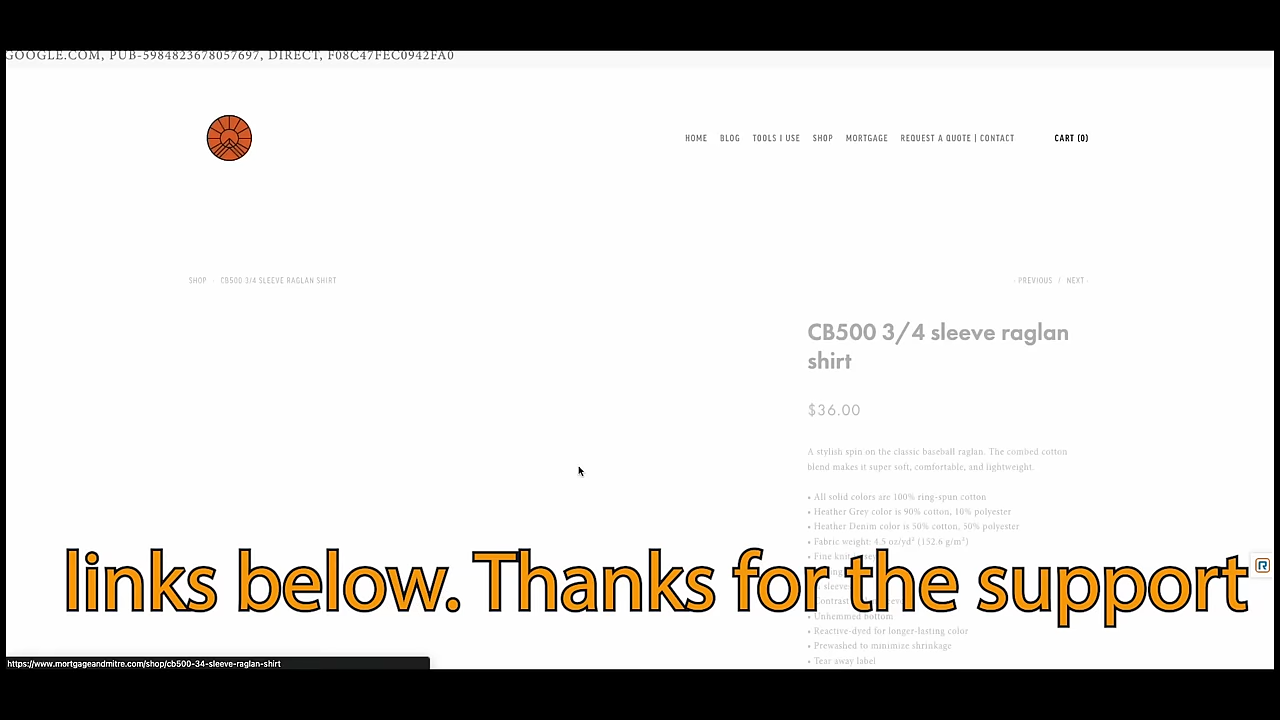 GOOGLE.COM, PUB-5984823678057697, DIRECT, F08C47FEC0942FA0
HOME BLOG TOOLS I USE SHOP MORTGAGE REQUEST A QUOTE | CONTACT CART (0)
SHOP · CB500 3/4 SLEEVE RAGLAN SHIRT
‹ PREVIOUS / NEXT ›
CB500 3/4 sleeve raglan
shirt
$36.00
A stylish spin on the classic baseball raglan. The combed cotton
blend makes it super soft, comfortable, and lightweight.
• All solid colors are 100% ring-spun cotton
• Heather Grey color is 90% cotton, 10% polyester
• Heather Denim color is 50% cotton, 50% polyester
• Fabric weight: 4.5 oz/yd² (152.6 g/m²)
• Fine knit
links below. Thanks for the support
• Contrast
• Unhemmed bottom
• Reactive-dyed for longer-lasting color
• Prewashed to minimize shrinkage
• Tear away label
https://www.mortgageandmitre.com/shop/cb500-34-sleeve-raglan-shirt